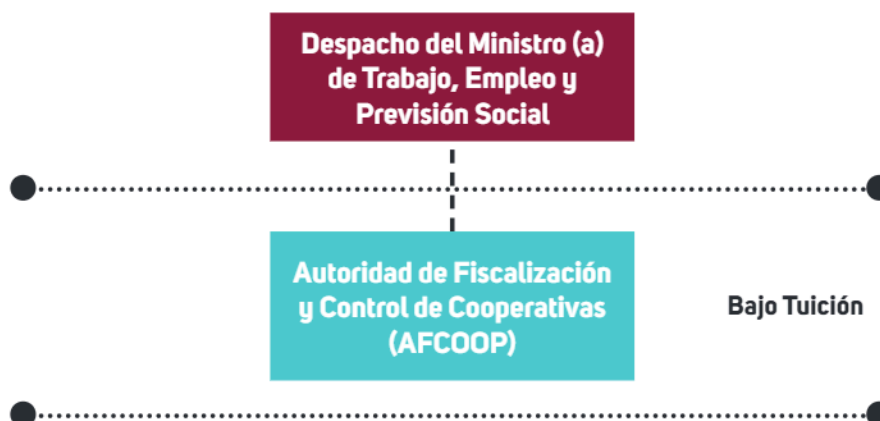 Despacho del Ministro (a)
de Trabajo, Empleo y
Previsión Social
Autoridad de Fiscalización
y Control de Cooperativas
(AFCOOP)
Bajo Tuición